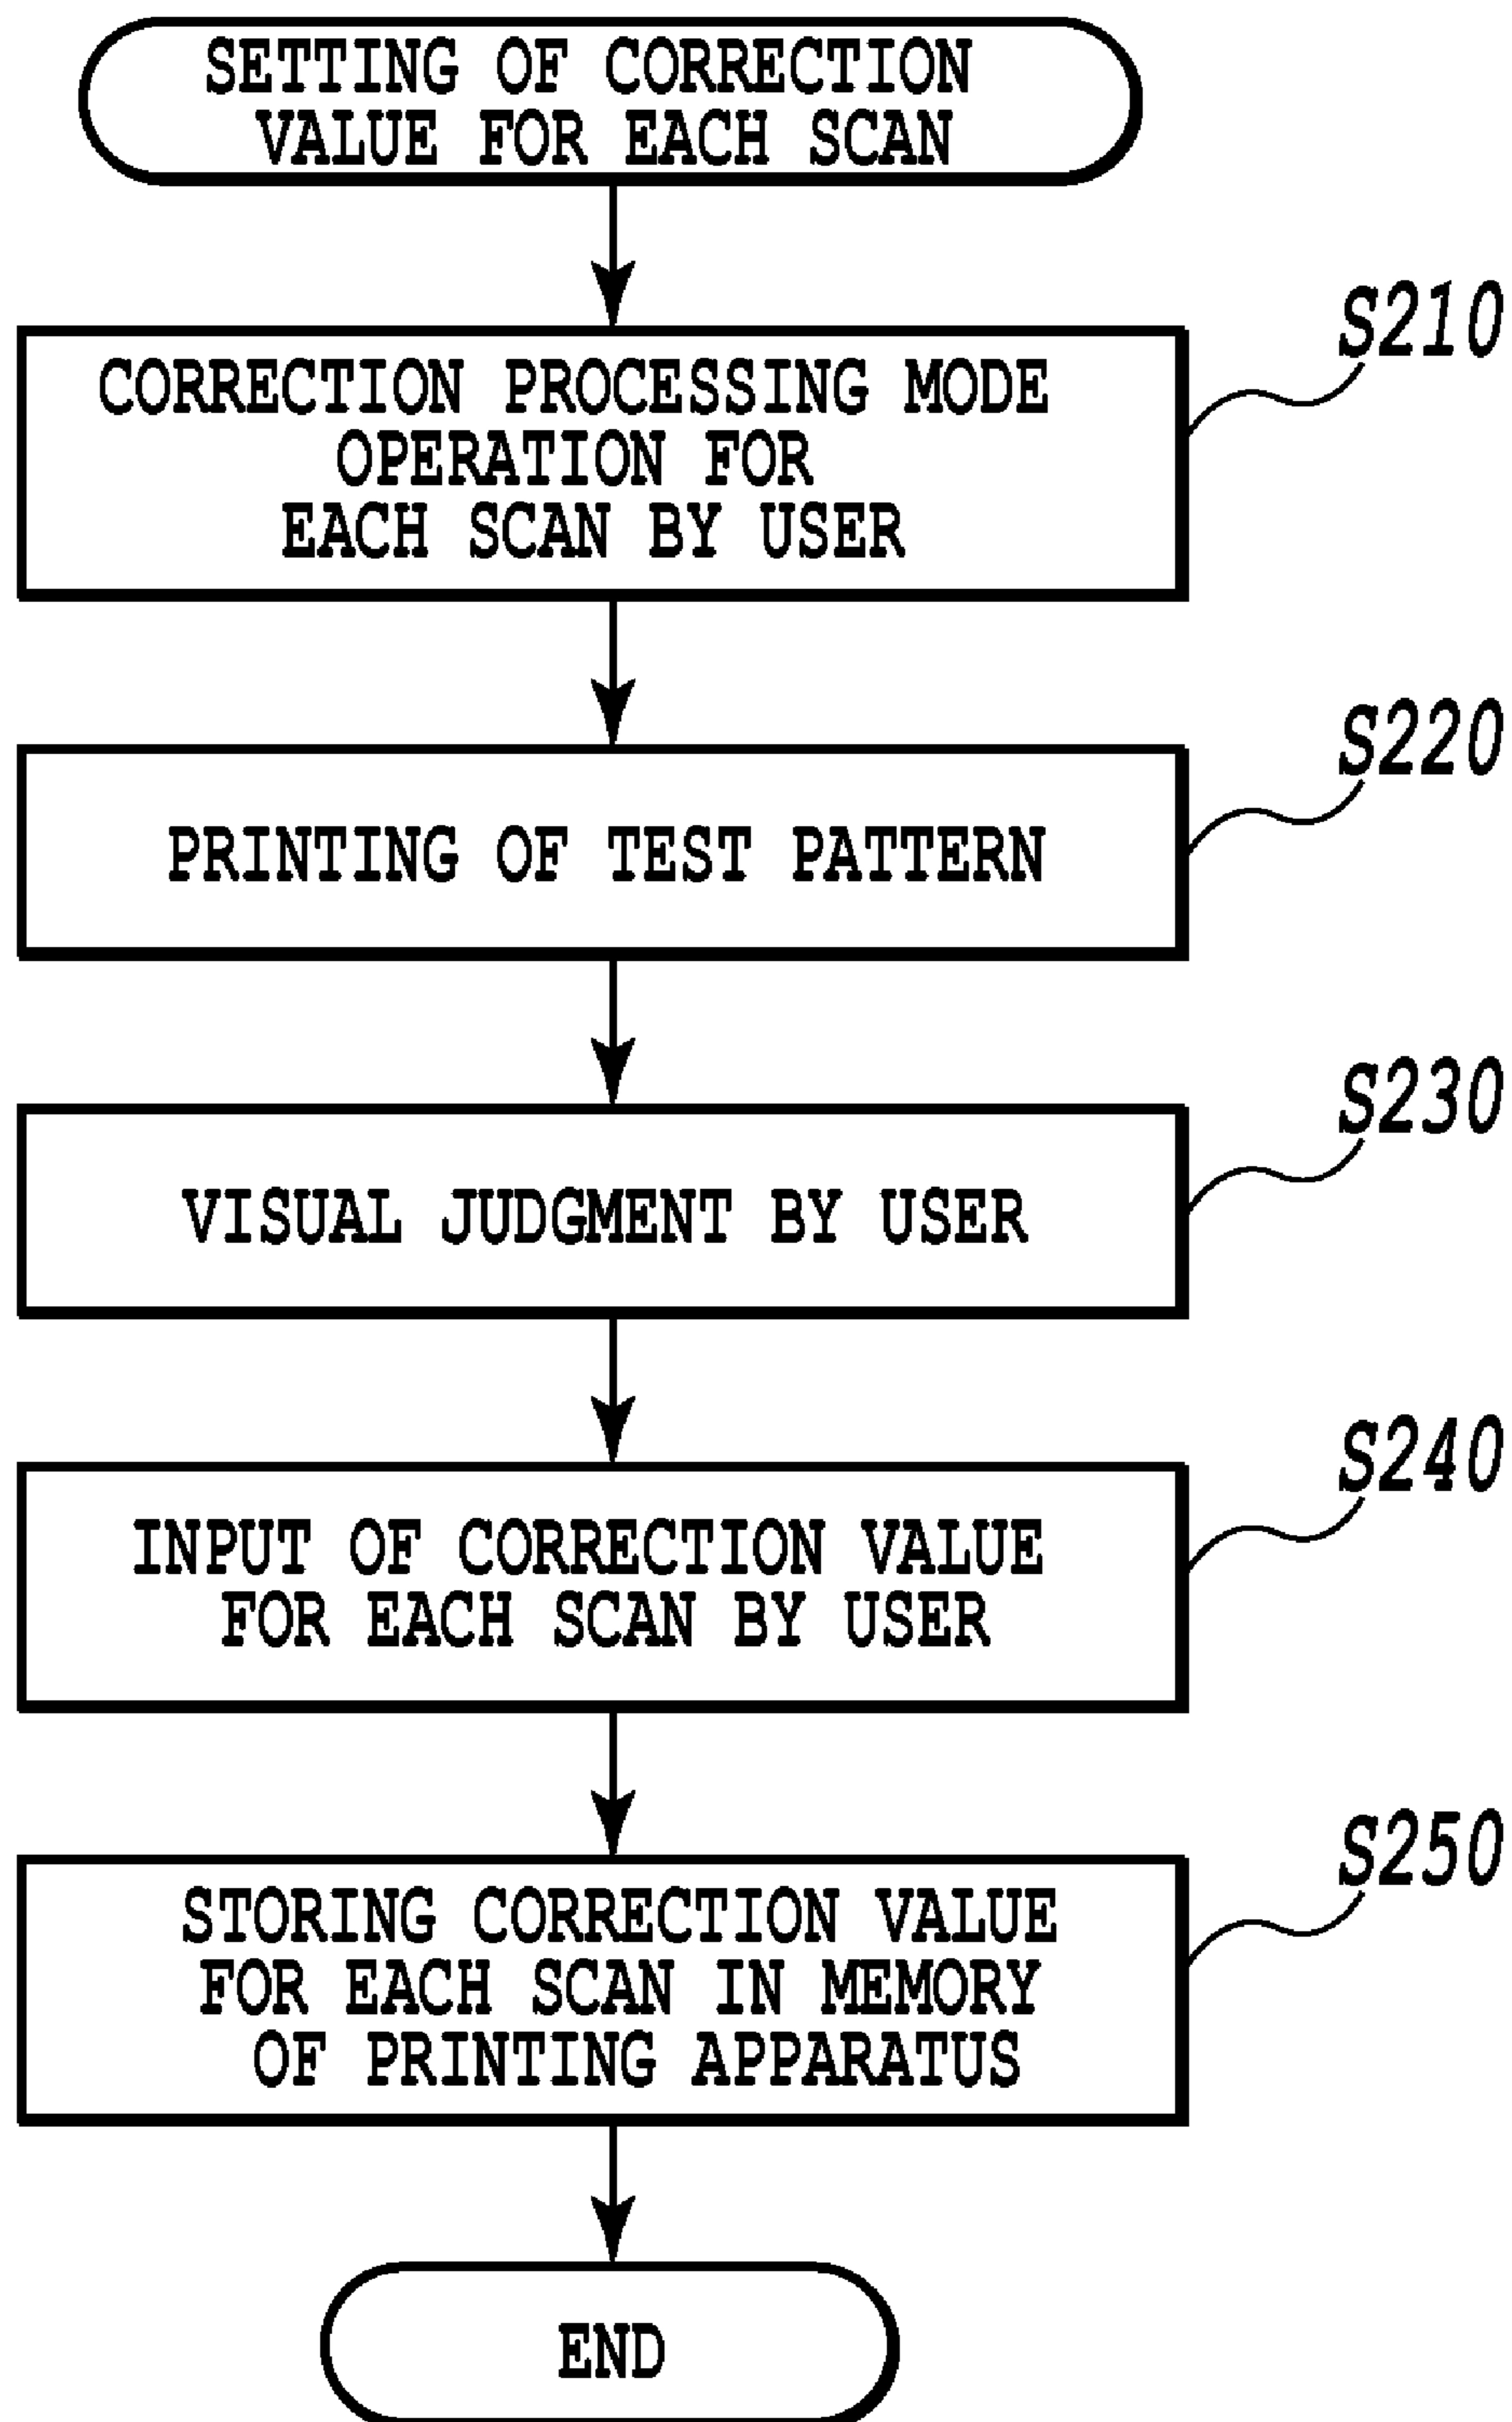 SETTING OF CORRECTION
VALUE FOR EACH SCAN
S210
CORRECTION PROCESSING MODE
OPERATION FOR
EACH SCAN BY USER
S220
PRINTING OF TEST PATTERN
S230
VISUAL JUDGMENT BY USER
S240
INPUT OF CORRECTION VALUE
FOR EACH SCAN BY USER
S250
STORING CORRECTION VALUE
FOR EACH SCAN IN MEMORY
OF PRINTING APPARATUS
END